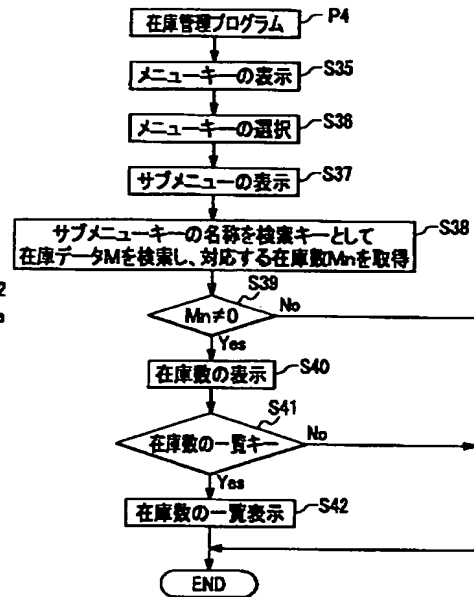 在庫管理プログラム P4
メニューキーの表示 S35
メニューキーの選択 S36
サブメニューの表示 S37
サブメニューキーの名称を検索キーとして S38
在庫データMを検索し、対応する在庫数Mnを取得
S39
Mn≠0 No
Yes
在庫数の表示 S40
S41
在庫数の一覧キー No
Yes
在庫数の一覧表示 S42
END